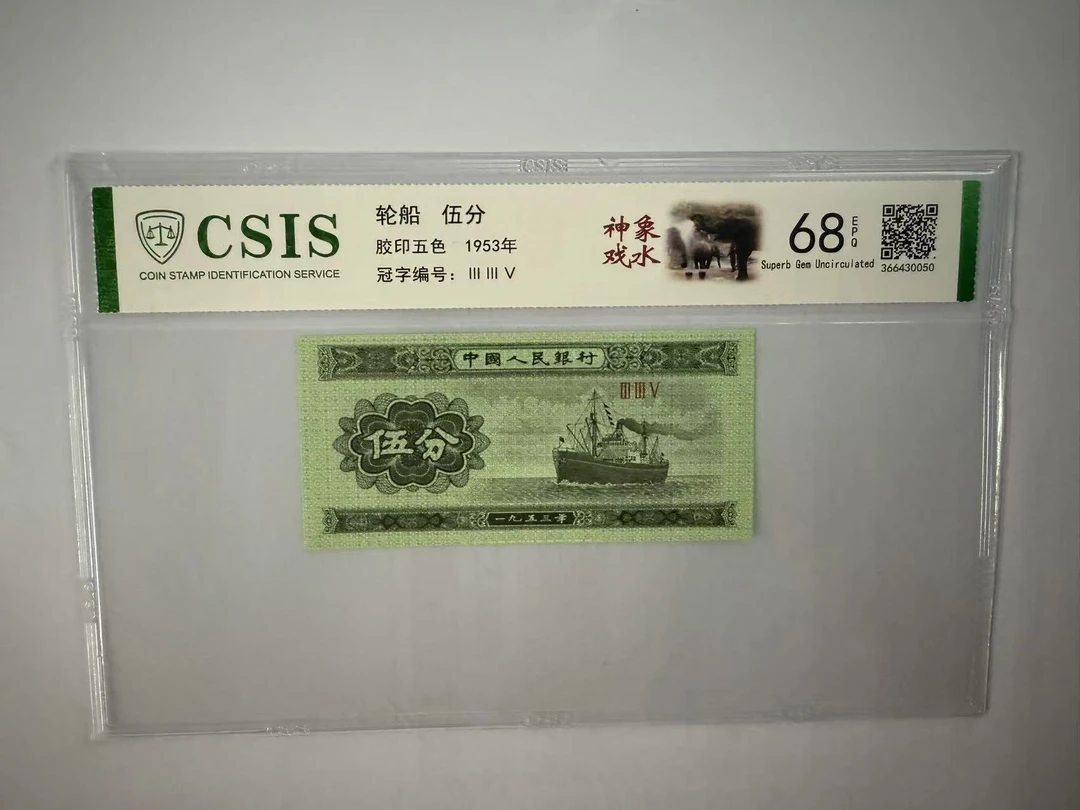 CSIS
CSIS
COIN STAMP IDENTIFICATION SERVICE
轮船 伍分
胶印五色 1953年
冠字编号：Ⅲ Ⅲ Ⅴ
神象
戏水
68
EPQ
Superb Gem Uncirculated
366430050
中國人民銀行
ⅢⅢⅤ
伍分
一九五三年